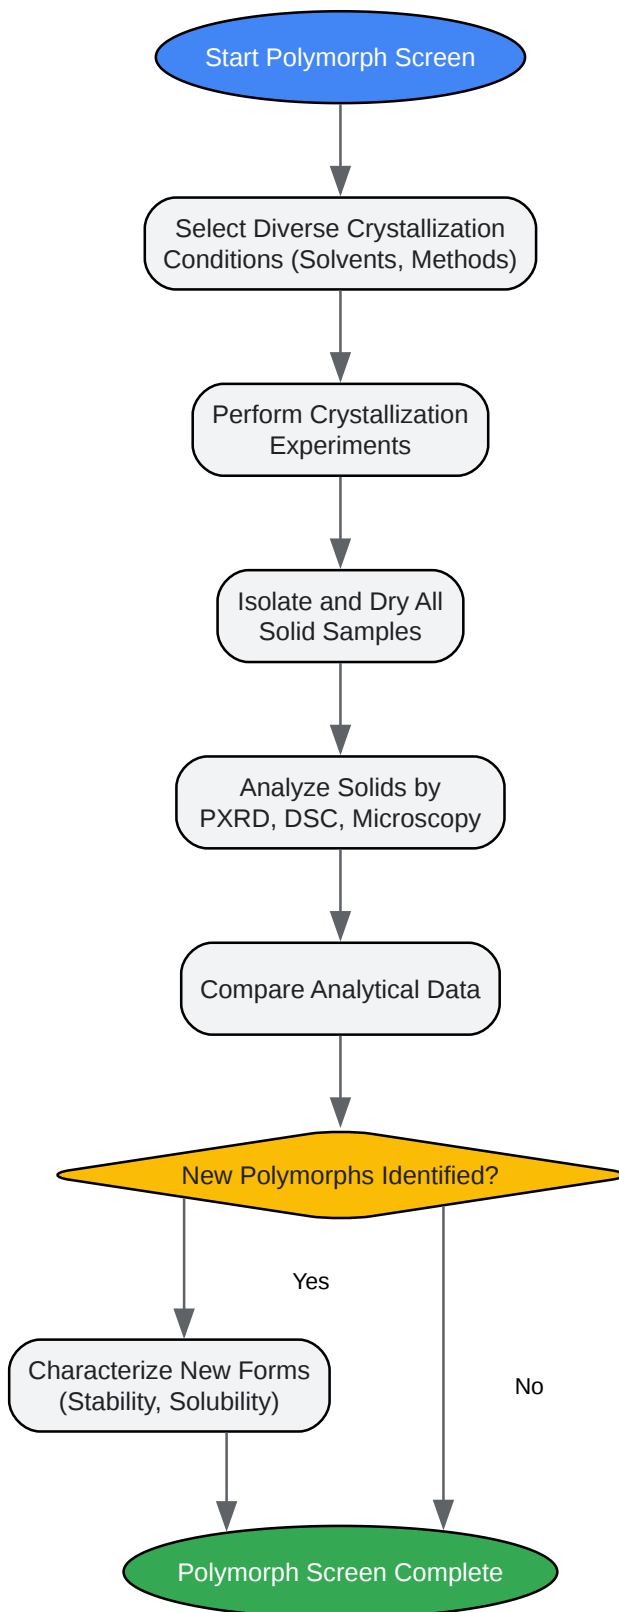 Start Polymorph Screen
Select Diverse Crystallization
Conditions (Solvents, Methods)
Perform Crystallization
Experiments
Isolate and Dry All
Solid Samples
Analyze Solids by
PXRD, DSC, Microscopy
Compare Analytical Data
New Polymorphs Identified?
Yes
Characterize New Forms
(Stability, Solubility)
No
Polymorph Screen Complete